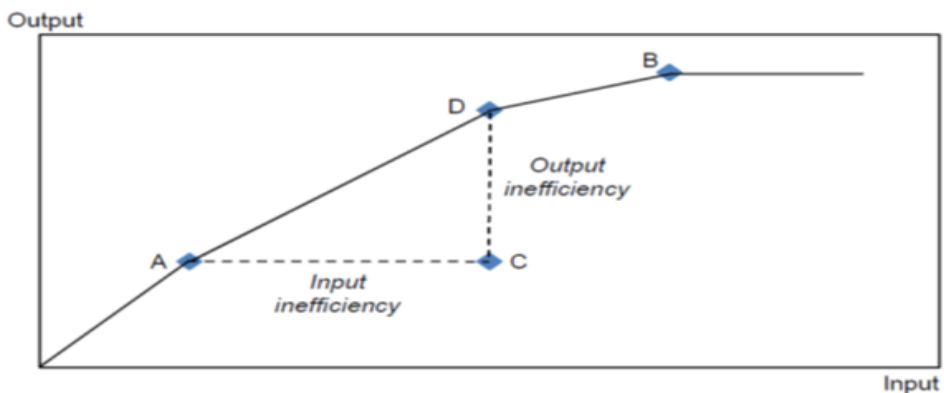 Output
B
D
Output
inefficiency
A
C
Input
inefficiency
Input